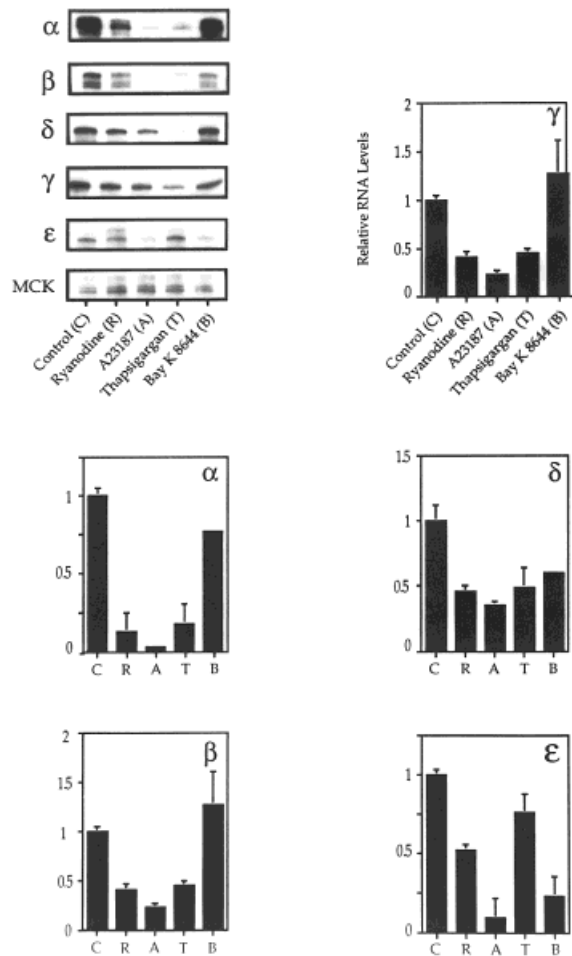 α
β
δ
γ
ε
MCK
Control (C)
Ryanodine (R)
A23187 (A)
Thapsigargan (T)
Bay K 8644 (B)
γ
Relative RNA Levels
2
1.5
1
0.5
0
Control (C)
Ryanodine (R)
A23187 (A)
Thapsigargan (T)
Bay K 8644 (B)
α
1
0.5
0
C R A T B
δ
15
1
0.5
0
C R A T B
β
2
15
1
0.5
0
C R A T B
ε
1
0.5
0
C R A T B